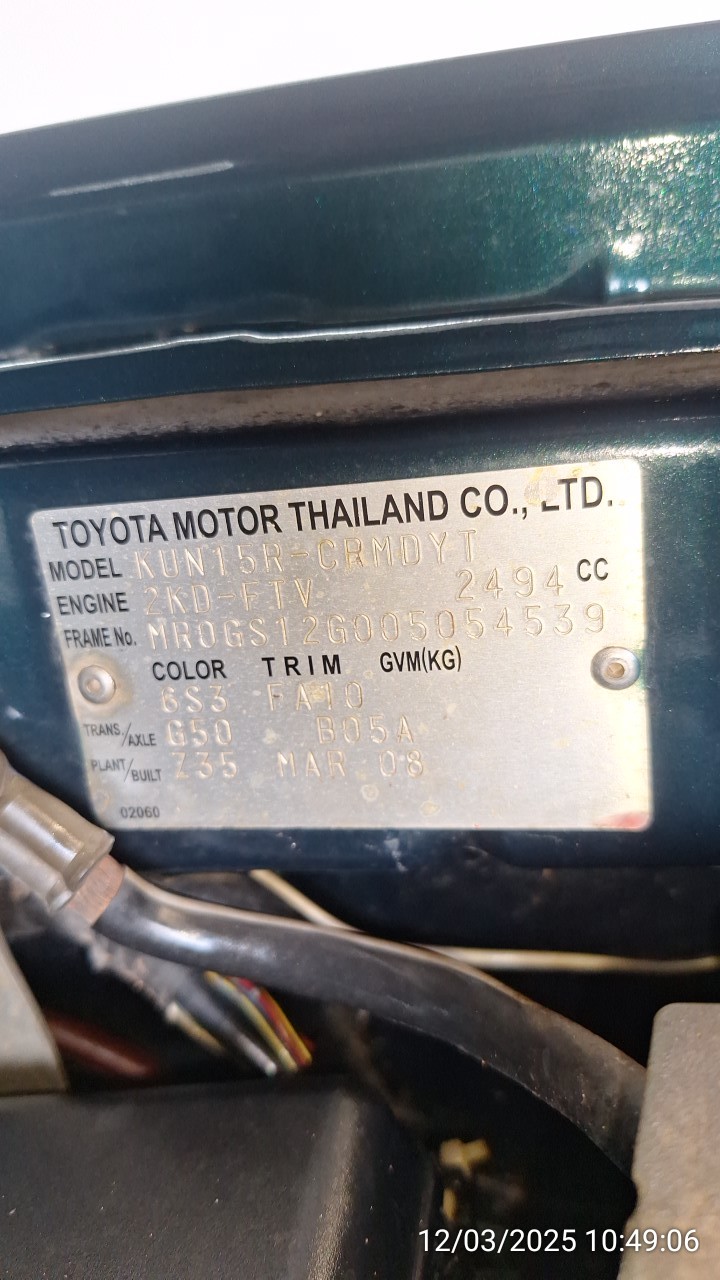 TOYOTA MOTOR THAILAND CO., LTD.
MODEL KUN15R-CRMDYT
ENGINE 2KD-FTV 2494 CC
FRAME No. MR0GS12G005054539
COLOR TRIM GVM(KG)
6S3 FA10
TRANS./AXLE G50 B05A
PLANT/BUILT Z35 MAR 08
02060
12/03/2025 10:49:06